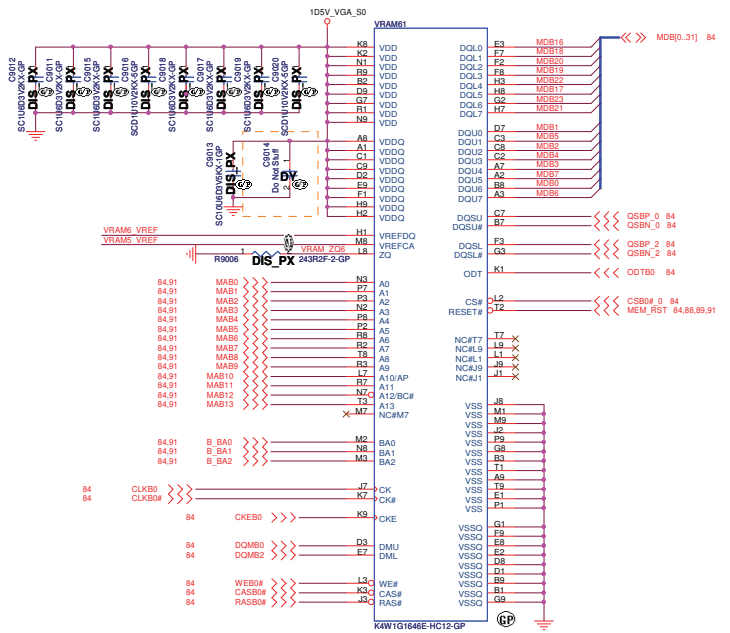 1D5V_VGA_S0
VRAM61
K8 VDD
K2 VDD
N1 VDD
R9 VDD
B2 VDD
D9 VDD
G7 VDD
R1 VDD
N9 VDD
A8 VDDQ
A1 VDDQ
C1 VDDQ
C9 VDDQ
D2 VDDQ
E9 VDDQ
F1 VDDQ
H9 VDDQ
H2 VDDQ
C9012
SC1U6D3V2KX-GP
C9011
DIS_PX
SC1U6D3V2KX-GP
C9015
DIS_PX
SC1U6D3V2KX-GP
C9016
DIS_PX
SCD1U10V2KX-5GP
C9018
DIS_PX
SC1U6D3V2KX-GP
C9017
DIS_PX
SC1U6D3V2KX-GP
C9019
DIS_PX
SC1U6D3V2KX-GP
C9020
DIS_PX
SCD1U10V2KX-5GP
DIS_PX
C9013
SC10U6D3V5KX-1GP
DIS_PX
C9014
Do Not Stuff
DY
1
2
VRAM6_VREF H1 VREFDQ
VRAM5_VREF M8 VREFCA
1 2 VRAM_ZQ6 L8 ZQ
R9006 DIS_PX 243R2F-2-GP
84,91 MAB0 N3 A0
84,91 MAB1 P7 A1
84,91 MAB2 P3 A2
84,91 MAB3 N2 A3
84,91 MAB4 P8 A4
84,91 MAB5 P2 A5
84,91 MAB6 R8 A6
84,91 MAB7 R2 A7
84,91 MAB8 T8 A8
84,91 MAB9 R3 A9
84,91 MAB10 L7 A10/AP
84,91 MAB11 R7 A11
84,91 MAB12 N7 A12/BC#
84,91 MAB13 T3 A13
M7 NC#M7
84,91 B_BA0 M2 BA0
84,91 B_BA1 N8 BA1
84,91 B_BA2 M3 BA2
84 CLKB0 J7 CK
84 CLKB0# K7 CK#
84 CKEB0 K9 CKE
84 DQMB0 D3 DMU
84 DQMB2 E7 DML
84 WEB0# L3 WE#
84 CASB0# K3 CAS#
84 RASB0# J3 RAS#
DQL0 E3 MDB16
DQL1 F7 MDB18
DQL2 F2 MDB20
DQL3 F8 MDB19
DQL4 H3 MDB22
DQL5 H8 MDB17
DQL6 G2 MDB23
DQL7 H7 MDB21
MDB[0..31] 84
DQU0 D7 MDB1
DQU1 C3 MDB5
DQU2 C8 MDB2
DQU3 C2 MDB4
DQU4 A7 MDB3
DQU5 A2 MDB7
DQU6 B8 MDB0
DQU7 A3 MDB6
DQSU C7 QSBP_0 84
DQSU# B7 QSBN_0 84
DQSL F3 QSBP_2 84
DQSL# G3 QSBN_2 84
ODT K1 ODTB0 84
CS# L2 CSB0#_0 84
RESET# T2 MEM_RST 84,88,89,91
NC#T7 T7
NC#L9 L9
NC#L1 L1
NC#J9 J9
NC#J1 J1
VSS J8
VSS M1
VSS M9
VSS J2
VSS P9
VSS G8
VSS B3
VSS T1
VSS A9
VSS T9
VSS E1
VSS P1
VSSQ G1
VSSQ F9
VSSQ E8
VSSQ E2
VSSQ D8
VSSQ D1
VSSQ B9
VSSQ B1
VSSQ G9
K4W1G1646E-HC12-GP
GP